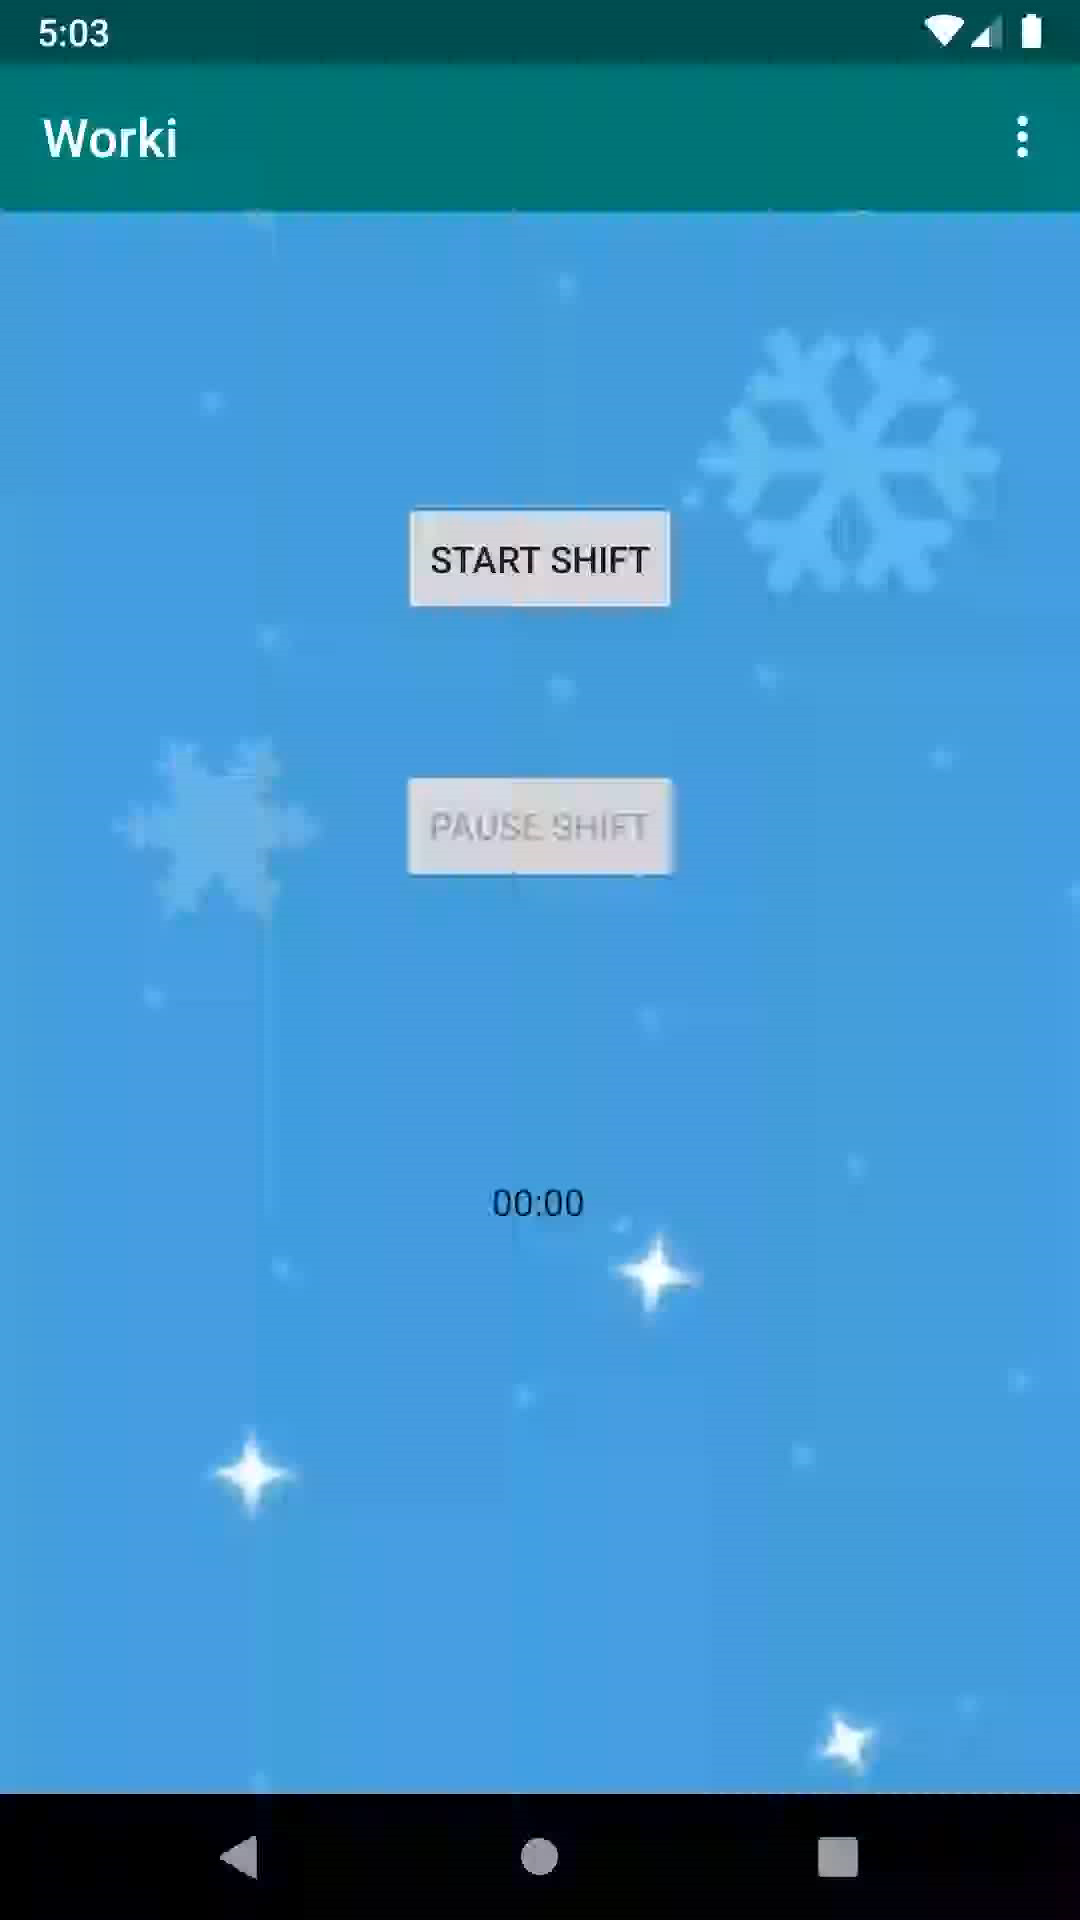 5:03
Worki
START SHIFT
PAUSE SHIFT
00:00